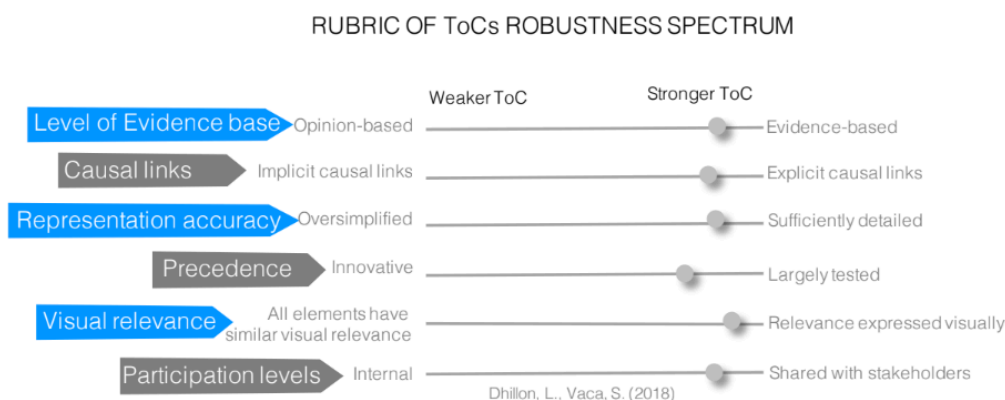 RUBRIC OF ToCs ROBUSTNESS SPECTRUM
Weaker ToC
Stronger ToC
Level of Evidence base
Opinion-based
Evidence-based
Causal links
Implicit causal links
Explicit causal links
Representation accuracy
Oversimplified
Sufficiently detailed
Precedence
Innovative
Largely tested
Visual relevance
All elements have
similar visual relevance
Relevance expressed visually
Participation levels
Internal
Shared with stakeholders
Dhillon, L., Vaca, S. (2018)